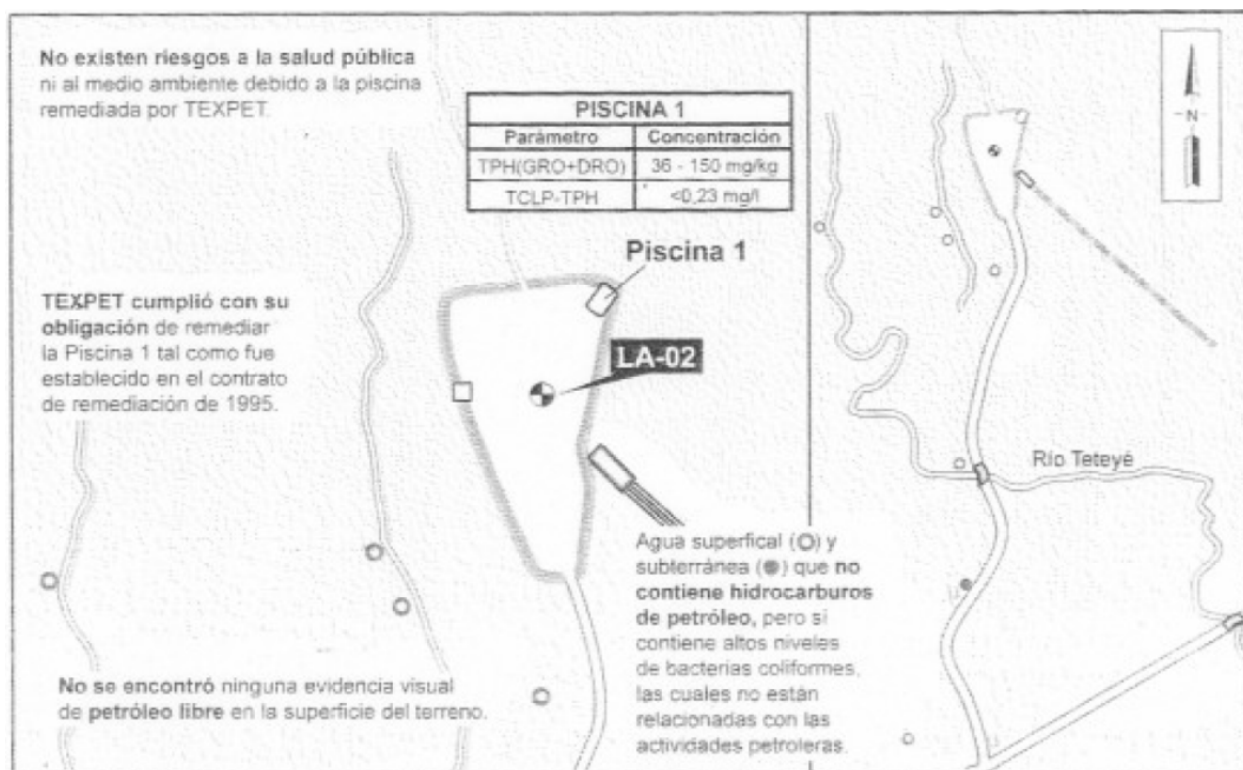 No existen riesgos a la salud pública
ni al medio ambiente debido a la piscina
remediada por TEXPET.
PISCINA 1
Parámetro Concentración
TPH(GRO+DRO) 36 - 150 mg/kg
TCLP-TPH <0,23 mg/l
N
Piscina 1
TEXPET cumplió con su
obligación de remediar
la Piscina 1 tal como fue
establecido en el contrato
de remediación de 1995.
LA-02
Río Teteyé
Agua superfical (O) y
subterránea (●) que no
contiene hidrocarburos
de petróleo, pero si
contiene altos niveles
de bacterias coliformes,
las cuales no están
relacionadas con las
actividades petroleras.
No se encontró ninguna evidencia visual
de petróleo libre en la superficie del terreno.